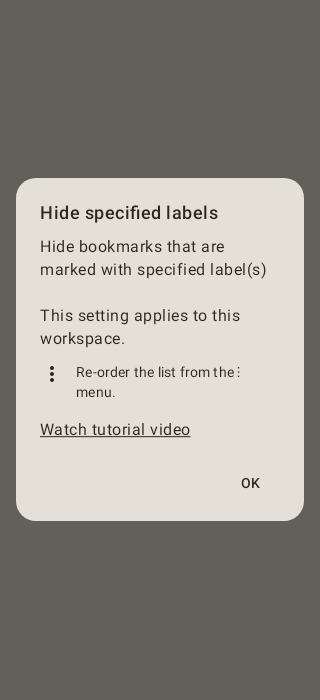 Hide specified labels
Hide bookmarks that are
marked with specified label(s)
This setting applies to this
workspace.
Re-order the list from the ⋮
menu.
Watch tutorial video
OK